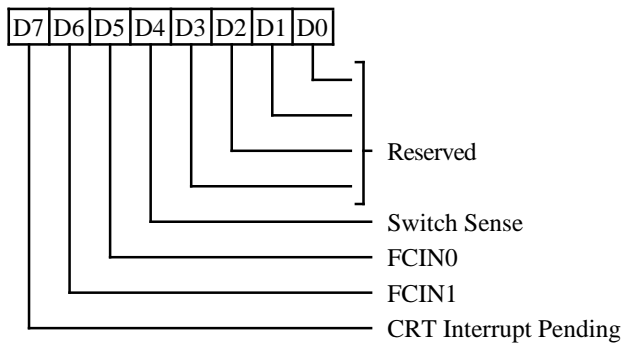 D7 D6 D5 D4 D3 D2 D1 D0
Reserved
Switch Sense
FCIN0
FCIN1
CRT Interrupt Pending